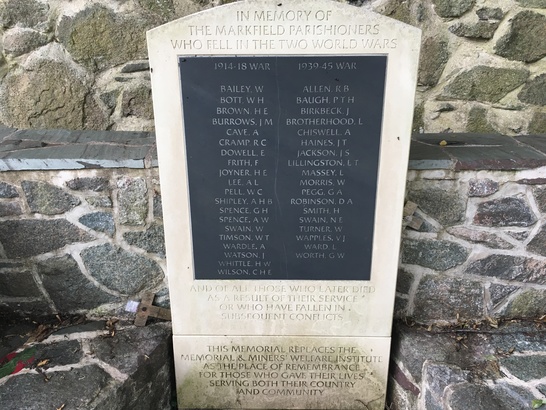 IN MEMORY OF
THE MARKFIELD PARISHIONERS
WHO FELL IN THE TWO WORLD WARS
1914-18 WAR
BAILEY, W
BOTT, W H
BROWN, H E
BURROWS, J M
CAVE, A
CRAMP, R C
DOWELL, E
FRITH, F
JOYNER, H E
LEE, A L
PELL, W C
SHIPLEY, A H B
SPENCE, G H
SPENCE, A W
SWAIN, W
TIMSON, W T
WARDLE, A
WATSON, J
WHITTLE, H W
WILSON, C H E
1939-45 WAR
ALLEN, R B
BAUGH, P T H
BIRKBECK, J
BROTHERHOOD, L
CHISWELL, A
HAINES, J T
JACKSON, J S
LILLINGSTON, L T
MASSEY, L
MORRIS, W
PEGG, G A
ROBINSON, D A
SMITH, H
SWAIN, N E
TURNER, W
WAPPLES, V J
WARD, L
WORTH, G W
AND OF ALL THOSE WHO LATER DIED
AS A RESULT OF THEIR SERVICE
OR WHO HAVE FALLEN IN
SUBSEQUENT CONFLICTS
THIS MEMORIAL REPLACES THE
MEMORIAL & MINERS' WELFARE INSTITUTE
AS THE PLACE OF REMEMBRANCE
FOR THOSE WHO GAVE THEIR LIVES
SERVING BOTH THEIR COUNTRY
AND COMMUNITY